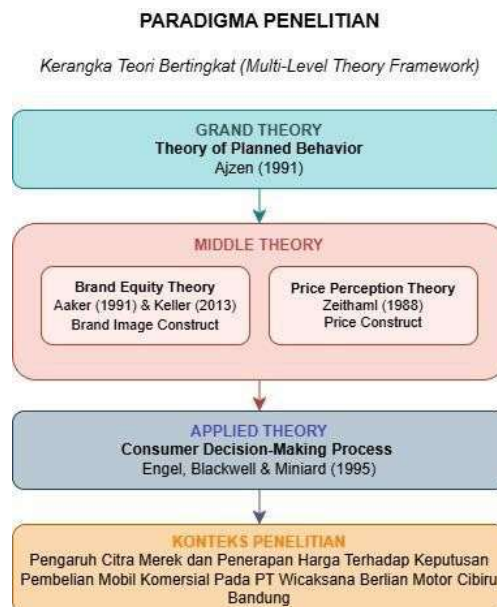 PARADIGMA PENELITIAN
Kerangka Teori Bertingkat (Multi-Level Theory Framework)
GRAND THEORY
Theory of Planned Behavior
Ajzen (1991)
MIDDLE THEORY
Brand Equity Theory
Aaker (1991) & Keller (2013)
Brand Image Construct
Price Perception Theory
Zeithaml (1988)
Price Construct
APPLIED THEORY
Consumer Decision-Making Process
Engel, Blackwell & Miniard (1995)
KONTEKS PENELITIAN
Pengaruh Citra Merek dan Penerapan Harga Terhadap Keputusan
Pembelian Mobil Komersial Pada PT Wicaksana Berlian Motor Cibiru
Bandung